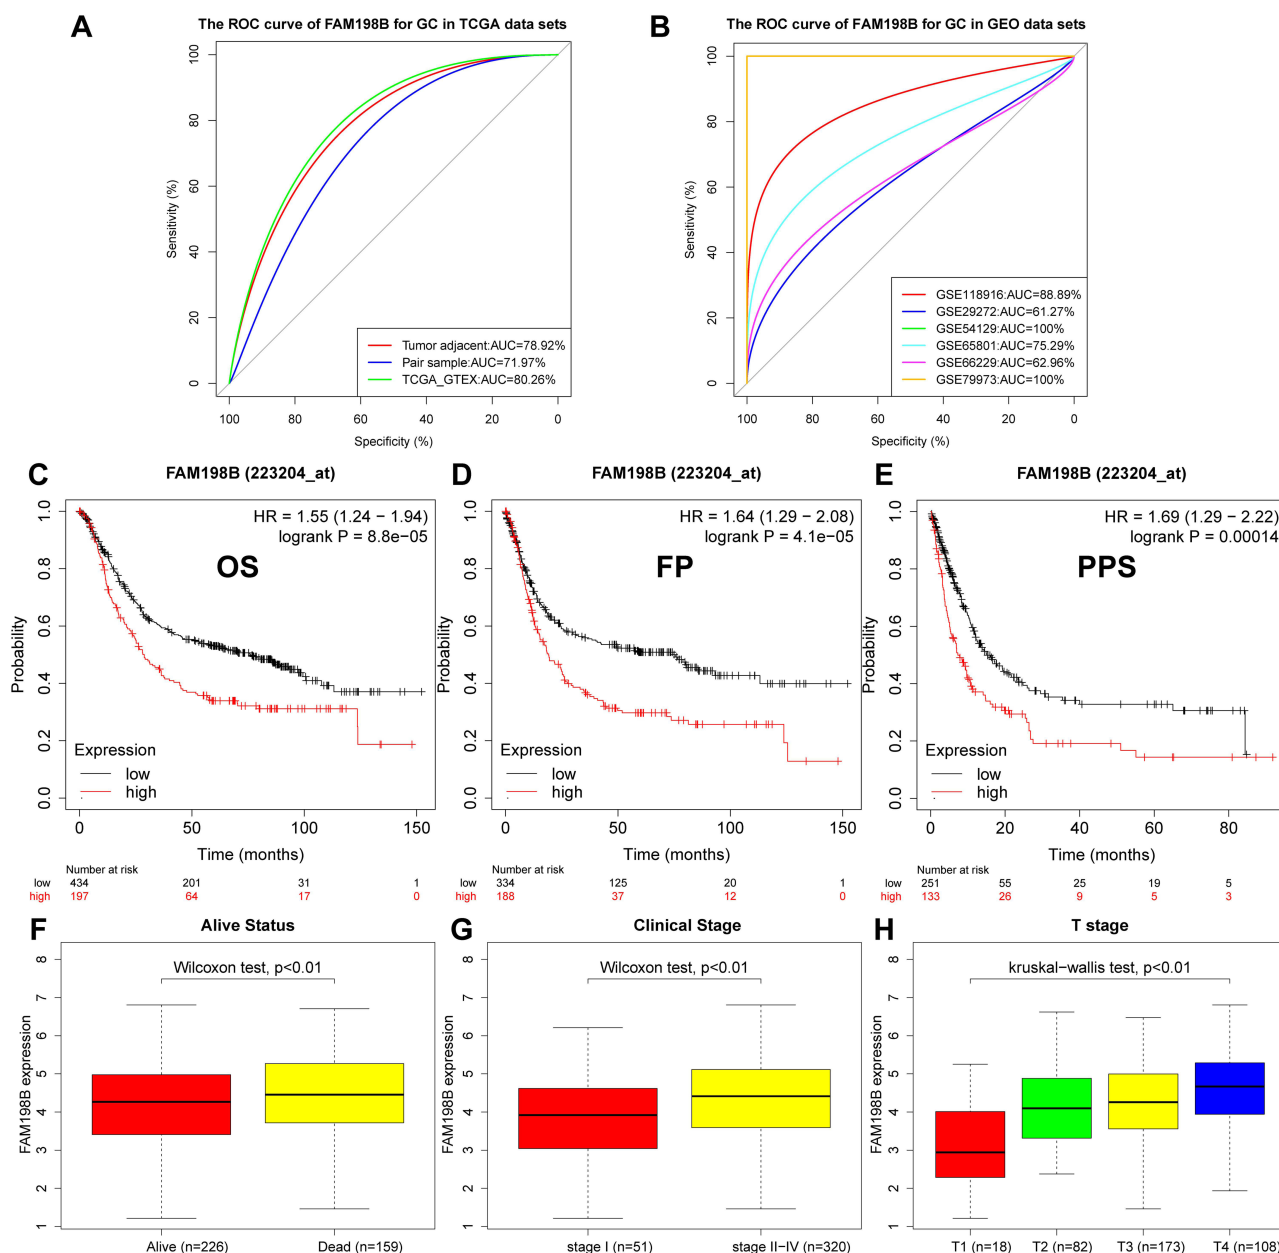 A
The ROC curve of FAM198B for GC in TCGA data sets
Sensitivity (%)
100
80
60
40
20
0
Tumor adjacent:AUC=78.92%
Pair sample:AUC=71.97%
TCGA_GTEX:AUC=80.26%
100 80 60 40 20 0
Specificity (%)
B
The ROC curve of FAM198B for GC in GEO data sets
Sensitivity (%)
100
80
60
40
20
0
GSE118916:AUC=88.89%
GSE29272:AUC=61.27%
GSE54129:AUC=100%
GSE65801:AUC=75.29%
GSE66229:AUC=62.96%
GSE79973:AUC=100%
100 80 60 40 20 0
Specificity (%)
C
FAM198B (223204_at)
HR = 1.55 (1.24 − 1.94)
logrank P = 8.8e−05
OS
Probability
1.0
0.8
0.6
0.4
0.2
0.0
Expression
low
high
0 50 100 150
Time (months)
Number at risk
low 434 201 31 1
high 197 64 17 0
D
FAM198B (223204_at)
HR = 1.64 (1.29 − 2.08)
logrank P = 4.1e−05
FP
Probability
1.0
0.8
0.6
0.4
0.2
0.0
Expression
low
high
0 50 100 150
Time (months)
Number at risk
low 334 125 20 1
high 188 37 12 0
E
FAM198B (223204_at)
HR = 1.69 (1.29 − 2.22)
logrank P = 0.00014
PPS
Probability
1.0
0.8
0.6
0.4
0.2
0.0
Expression
low
high
0 20 40 60 80
Time (months)
Number at risk
low 251 55 25 19 5
high 133 26 9 5 3
F
Alive Status
Wilcoxon test, p<0.01
FAM198B expression
8
7
6
5
4
3
2
1
Alive (n=226) Dead (n=159)
G
Clinical Stage
Wilcoxon test, p<0.01
FAM198B expression
8
7
6
5
4
3
2
1
stage I (n=51) stage II−IV (n=320)
H
T stage
kruskal−wallis test, p<0.01
FAM198B expression
8
7
6
5
4
3
2
1
T1 (n=18) T2 (n=82) T3 (n=173) T4 (n=108)